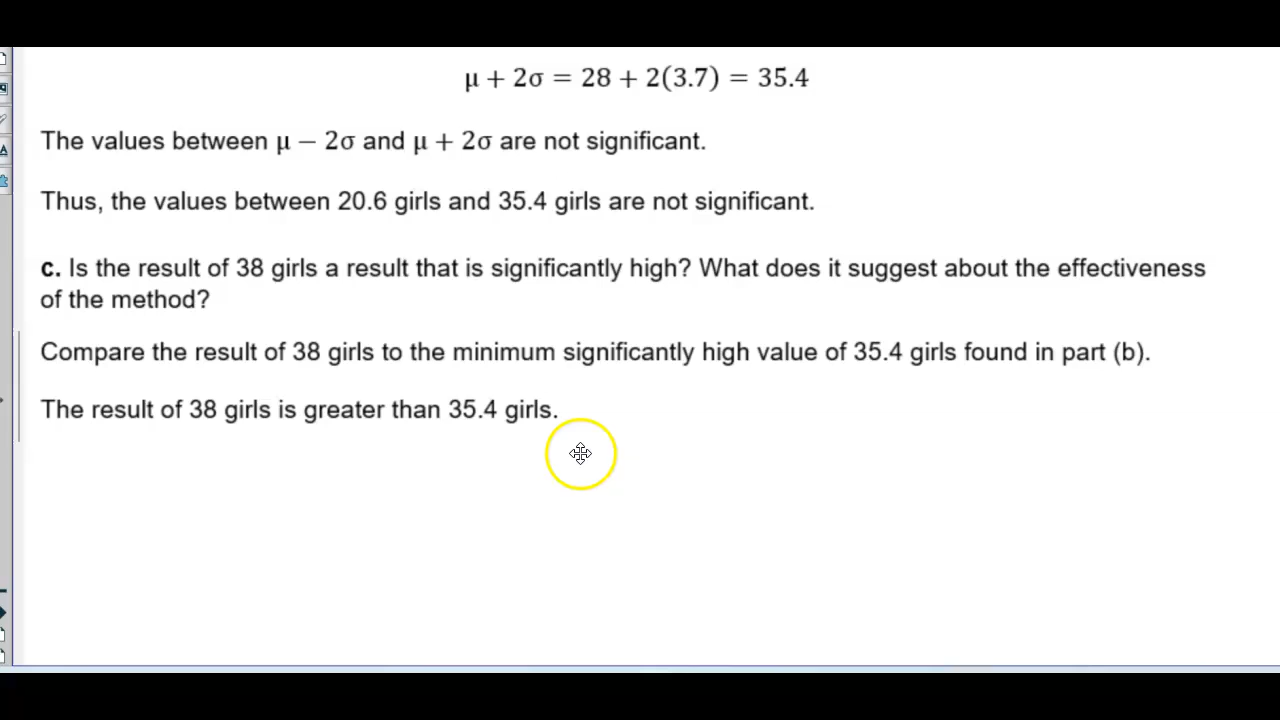 μ + 2σ = 28 + 2(3.7) = 35.4
The values between μ − 2σ and μ + 2σ are not significant.
Thus, the values between 20.6 girls and 35.4 girls are not significant.
c. Is the result of 38 girls a result that is significantly high? What does it suggest about the effectiveness
of the method?
Compare the result of 38 girls to the minimum significantly high value of 35.4 girls found in part (b).
The result of 38 girls is greater than 35.4 girls.